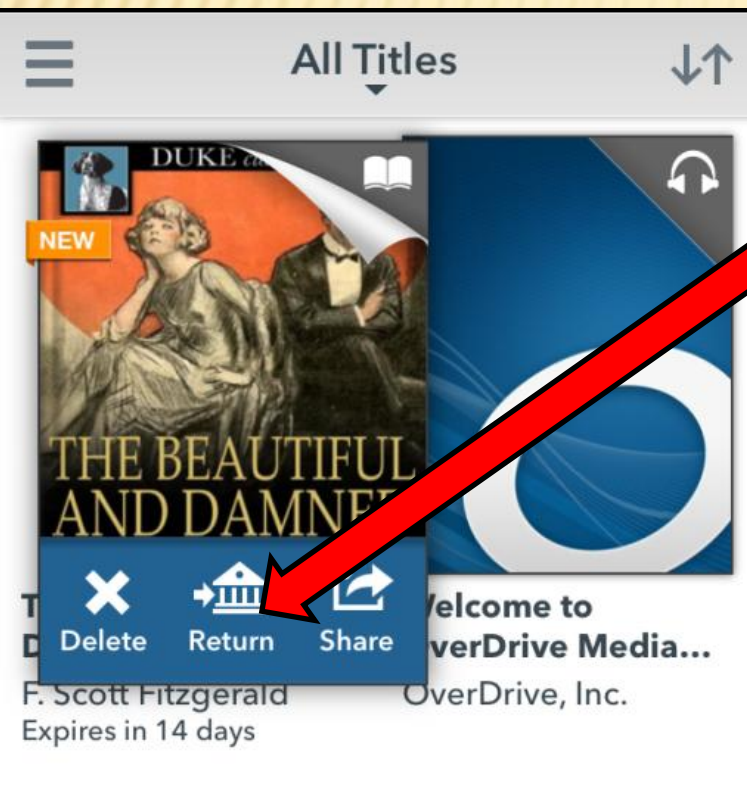 All Titles
DUKE
NEW
THE BEAUTIFUL
AND DAMNED
Delete Return Share
Welcome to
OverDrive Media...
F. Scott Fitzgerald
OverDrive, Inc.
Expires in 14 days